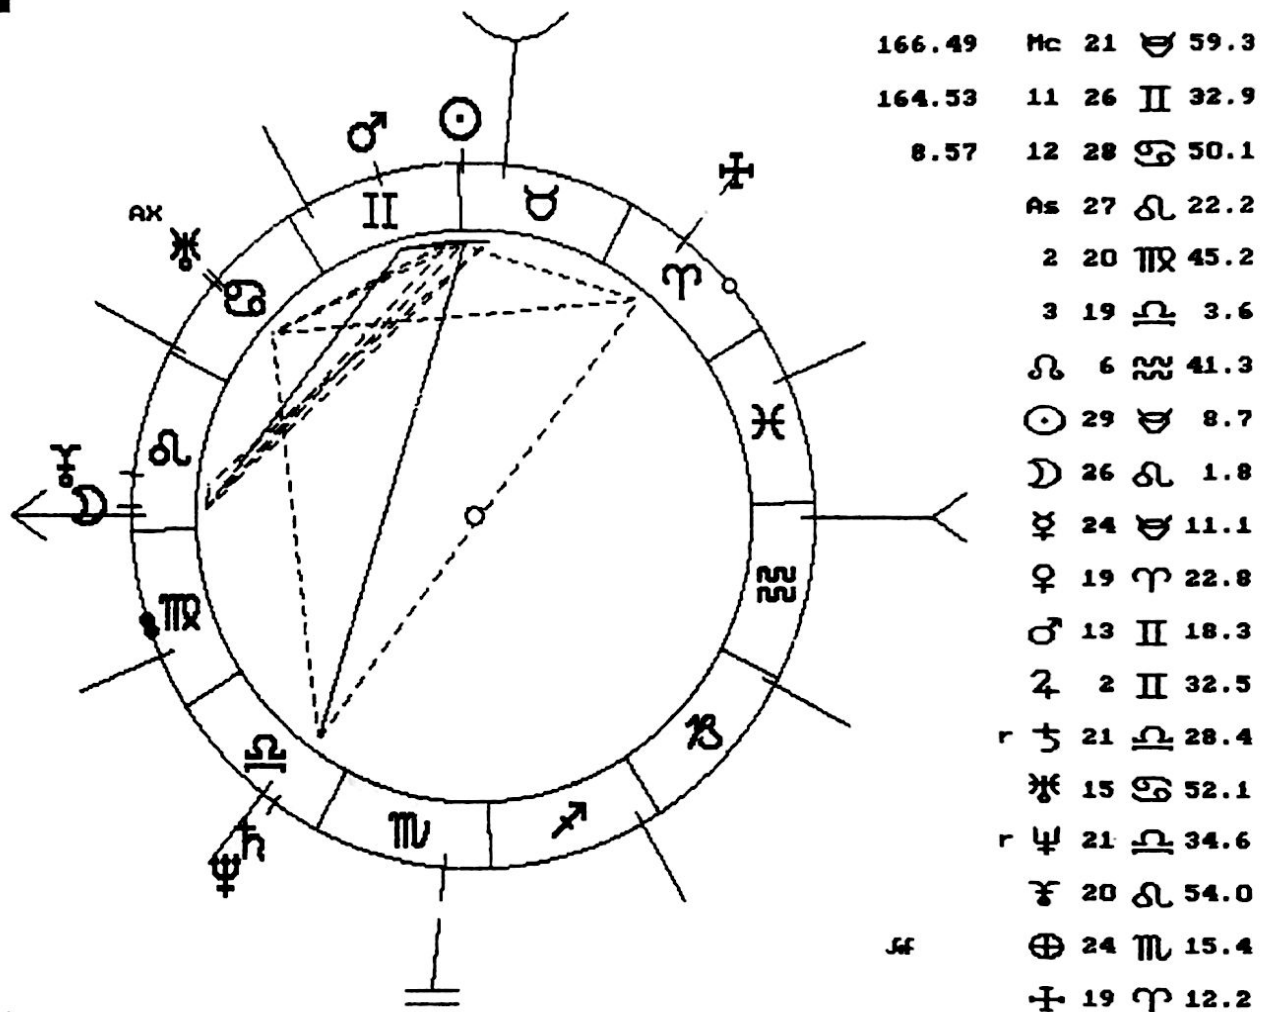 AX
166.49 Mc 21 ♉ 59.3
164.53 11 26 ♊ 32.9
8.57 12 28 ♋ 50.1
As 27 ♌ 22.2
2 20 ♍ 45.2
3 19 ♎ 3.6
☊ 6 ♒ 41.3
☉ 29 ♉ 8.7
☽ 26 ♌ 1.8
☿ 24 ♉ 11.1
♀ 19 ♈ 22.8
♂ 13 ♊ 18.3
♃ 2 ♊ 32.5
r ♄ 21 ♎ 28.4
♅ 15 ♋ 52.1
r ♆ 21 ♎ 34.6
20 ♌ 54.0
⊕ 24 ♏ 15.4
19 ♈ 12.2